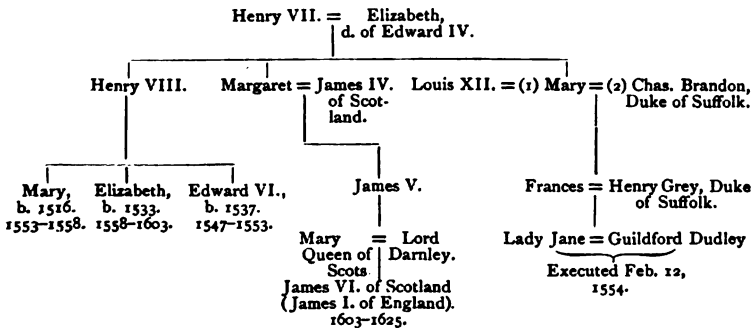 Henry VII. = Elizabeth,
d. of Edward IV.
Henry VIII. Margaret = James IV. Louis XII. = (1) Mary = (2) Chas. Brandon,
of Scot- Duke of Suffolk.
land.
Mary, Elizabeth, Edward VI., James V. Frances = Henry Grey, Duke
b. 1516. b. 1533. b. 1537. of Suffolk.
1553–1558. 1558–1603. 1547–1553.
Mary = Lord Lady Jane = Guildford Dudley
Queen of Darnley.
Scots Executed Feb. 12,
James VI. of Scotland 1554.
(James I. of England).
1603–1625.